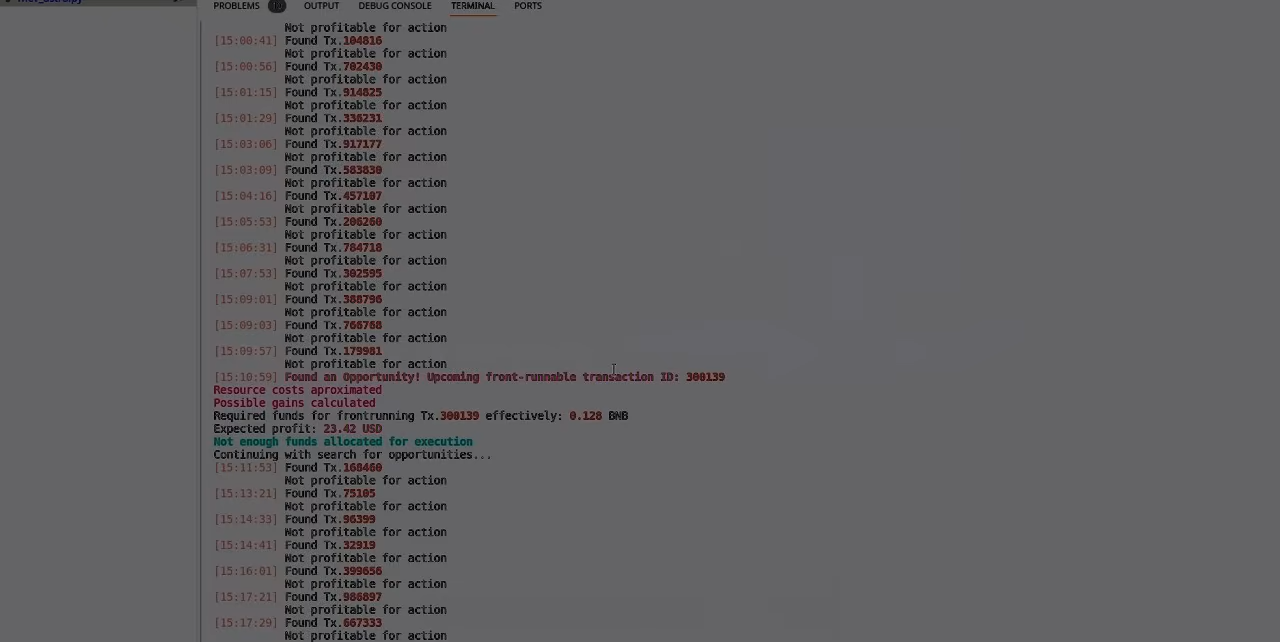 PROBLEMS OUTPUT DEBUG CONSOLE TERMINAL PORTS
Not profitable for action
[15:00:41] Found Tx.104816
Not profitable for action
[15:00:56] Found Tx.702430
Not profitable for action
[15:01:15] Found Tx.914825
Not profitable for action
[15:01:29] Found Tx.336231
Not profitable for action
[15:03:06] Found Tx.917177
Not profitable for action
[15:03:09] Found Tx.583830
Not profitable for action
[15:04:16] Found Tx.457107
Not profitable for action
[15:05:53] Found Tx.206260
Not profitable for action
[15:06:31] Found Tx.784718
Not profitable for action
[15:07:53] Found Tx.302595
Not profitable for action
[15:09:01] Found Tx.388796
Not profitable for action
[15:09:03] Found Tx.766768
Not profitable for action
[15:09:57] Found Tx.179981
Not profitable for action
[15:10:59] Found an Opportunity! Upcoming front-runnable transaction ID: 300139
Resource costs aproximated
Possible gains calculated
Required funds for frontrunning Tx.300139 effectively: 0.128 BNB
Expected profit: 23.42 USD
Not enough funds allocated for execution
Continuing with search for opportunities...
[15:11:53] Found Tx.168460
Not profitable for action
[15:13:21] Found Tx.75105
Not profitable for action
[15:14:33] Found Tx.96399
Not profitable for action
[15:14:41] Found Tx.32919
Not profitable for action
[15:16:01] Found Tx.399656
Not profitable for action
[15:17:21] Found Tx.986897
Not profitable for action
[15:17:29] Found Tx.667333
Not profitable for action